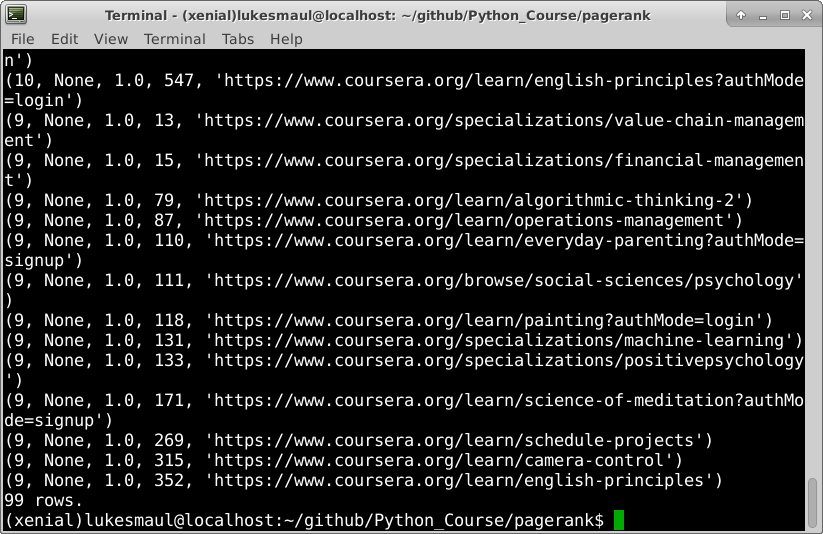 Terminal - (xenial)lukesmaul@localhost: ~/github/Python_Course/pagerank
File Edit View Terminal Tabs Help
n')
(10, None, 1.0, 547, 'https://www.coursera.org/learn/english-principles?authMode
=login')
(9, None, 1.0, 13, 'https://www.coursera.org/specializations/value-chain-managem
ent')
(9, None, 1.0, 15, 'https://www.coursera.org/specializations/financial-managemen
t')
(9, None, 1.0, 79, 'https://www.coursera.org/learn/algorithmic-thinking-2')
(9, None, 1.0, 87, 'https://www.coursera.org/learn/operations-management')
(9, None, 1.0, 110, 'https://www.coursera.org/learn/everyday-parenting?authMode=
signup')
(9, None, 1.0, 111, 'https://www.coursera.org/browse/social-sciences/psychology'
)
(9, None, 1.0, 118, 'https://www.coursera.org/learn/painting?authMode=login')
(9, None, 1.0, 131, 'https://www.coursera.org/specializations/machine-learning')
(9, None, 1.0, 133, 'https://www.coursera.org/specializations/positivepsychology
')
(9, None, 1.0, 171, 'https://www.coursera.org/learn/science-of-meditation?authMo
de=signup')
(9, None, 1.0, 269, 'https://www.coursera.org/learn/schedule-projects')
(9, None, 1.0, 315, 'https://www.coursera.org/learn/camera-control')
(9, None, 1.0, 352, 'https://www.coursera.org/learn/english-principles')
99 rows.
(xenial)lukesmaul@localhost:~/github/Python_Course/pagerank$